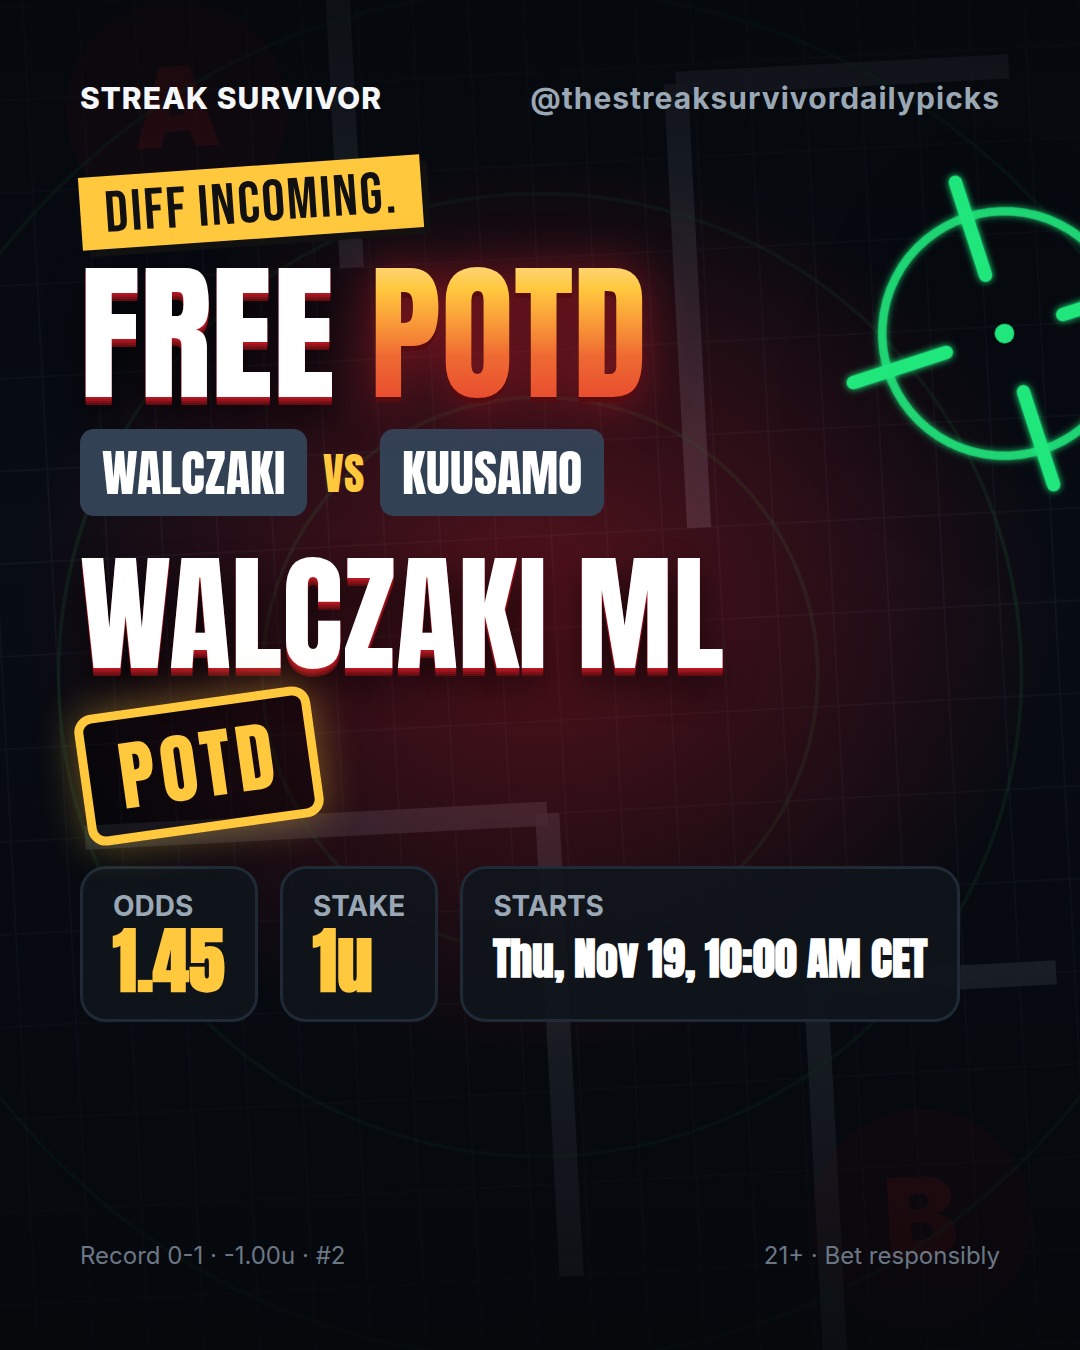 A
STREAK SURVIVOR @thestreaksurvivordailypicks
DIFF INCOMING.
FREE POTD
WALCZAKI VS KUUSAMO
WALCZAKI ML
POTD
ODDS STAKE STARTS
1.45 1u Thu, Nov 19, 10:00 AM CET
B
Record 0-1 · -1.00u · #2 21+ · Bet responsibly